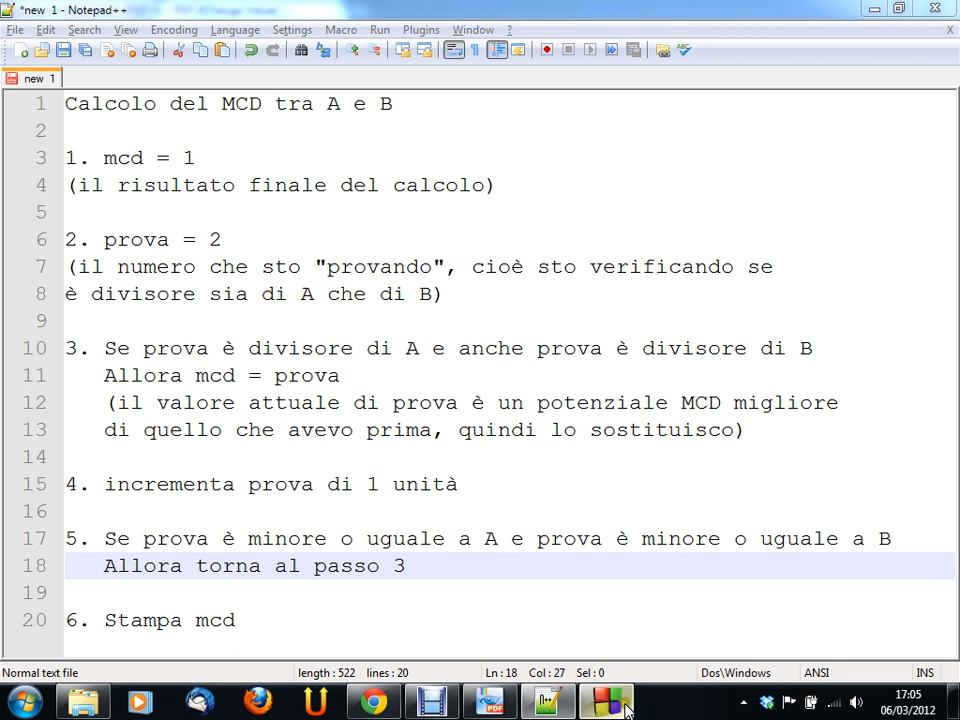 *new 1 - Notepad++
File Edit Search View Encoding Language Settings Macro Run Plugins Window ? X
new 1
1 Calcolo del MCD tra A e B
2
3 1. mcd = 1
4 (il risultato finale del calcolo)
5
6 2. prova = 2
7 (il numero che sto "provando", cioè sto verificando se
8 è divisore sia di A che di B)
9
10 3. Se prova è divisore di A e anche prova è divisore di B
11 Allora mcd = prova
12 (il valore attuale di prova è un potenziale MCD migliore
13 di quello che avevo prima, quindi lo sostituisco)
14
15 4. incrementa prova di 1 unità
16
17 5. Se prova è minore o uguale a A e prova è minore o uguale a B
18 Allora torna al passo 3
19
20 6. Stampa mcd
Normal text file length : 522 lines : 20 Ln : 18 Col : 27 Sel : 0 Dos\Windows ANSI INS
17:05
06/03/2012